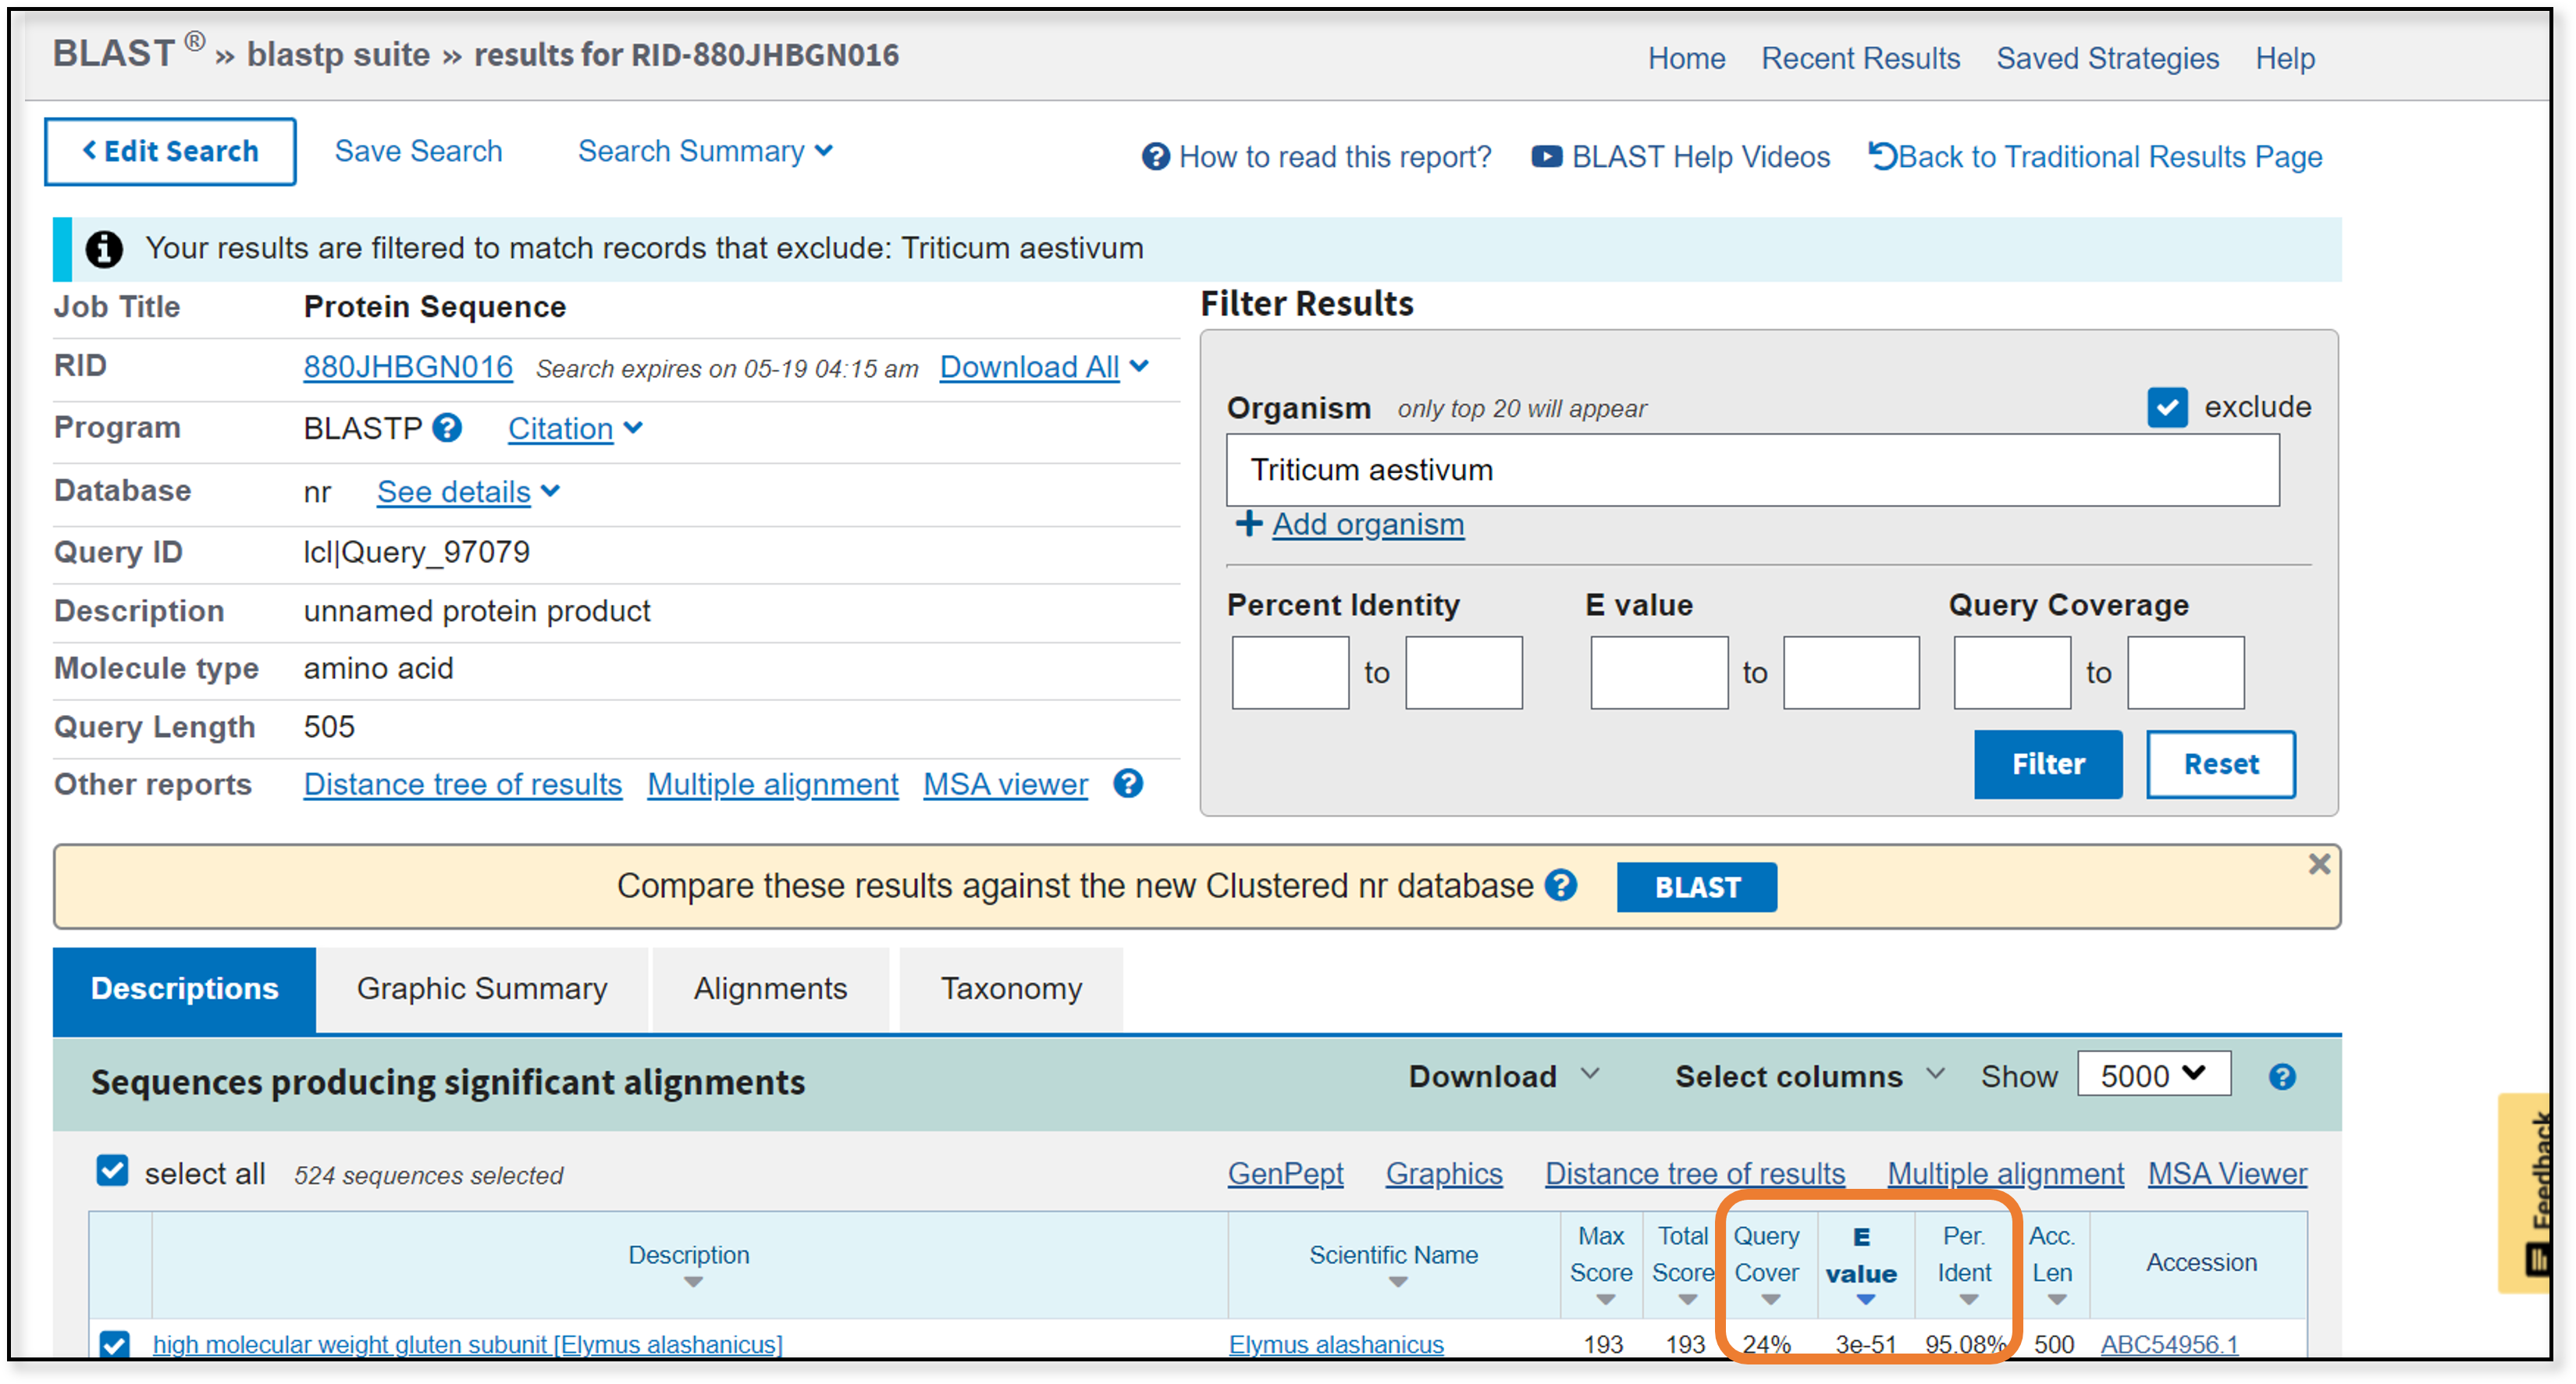 BLAST ® » blastp suite » results for RID-880JHBGN016
Home Recent Results Saved Strategies Help
Edit Search Save Search Search Summary
How to read this report? BLAST Help Videos Back to Traditional Results Page
Your results are filtered to match records that exclude: Triticum aestivum
Job Title Protein Sequence
RID 880JHBGN016 Search expires on 05-19 04:15 am Download All
Program BLASTP Citation
Database nr See details
Query ID lcl|Query_97079
Description unnamed protein product
Molecule type amino acid
Query Length 505
Other reports Distance tree of results Multiple alignment MSA viewer
Filter Results
Organism only top 20 will appear exclude
Triticum aestivum
Add organism
Percent Identity E value Query Coverage
to to to
Filter Reset
Compare these results against the new Clustered nr database BLAST
Descriptions Graphic Summary Alignments Taxonomy
Sequences producing significant alignments Download Select columns Show 5000
select all 524 sequences selected GenPept Graphics Distance tree of results Multiple alignment MSA Viewer
Description Scientific Name Max Score Total Score Query Cover E value Per. Ident Acc. Len Accession
high molecular weight gluten subunit [Elymus alashanicus] Elymus alashanicus 193 193 24% 3e-51 95.08% 500 ABC54956.1
Feedback